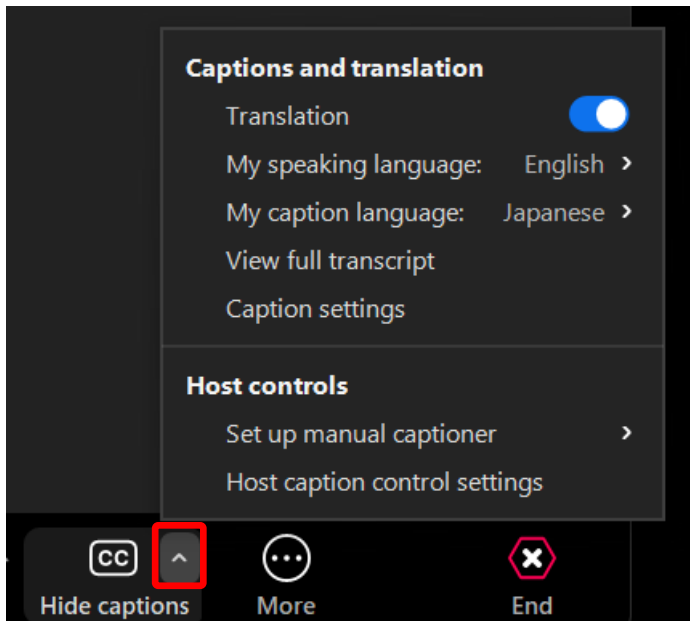 Captions and translation
Translation
My speaking language: English
My caption language: Japanese
View full transcript
Caption settings
Host controls
Set up manual captioner
Host caption control settings
CC
Hide captions
More
End